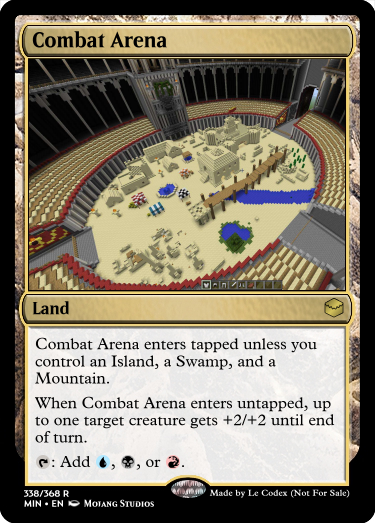 Combat Arena
Land
Combat Arena enters tapped unless you
control an Island, a Swamp, and a
Mountain.
When Combat Arena enters untapped, up
to one target creature gets +2/+2 until end
of turn.
: Add , , or .
338/368 R
MIN • EN Mojang Studios
Made by Le Codex (Not For Sale)